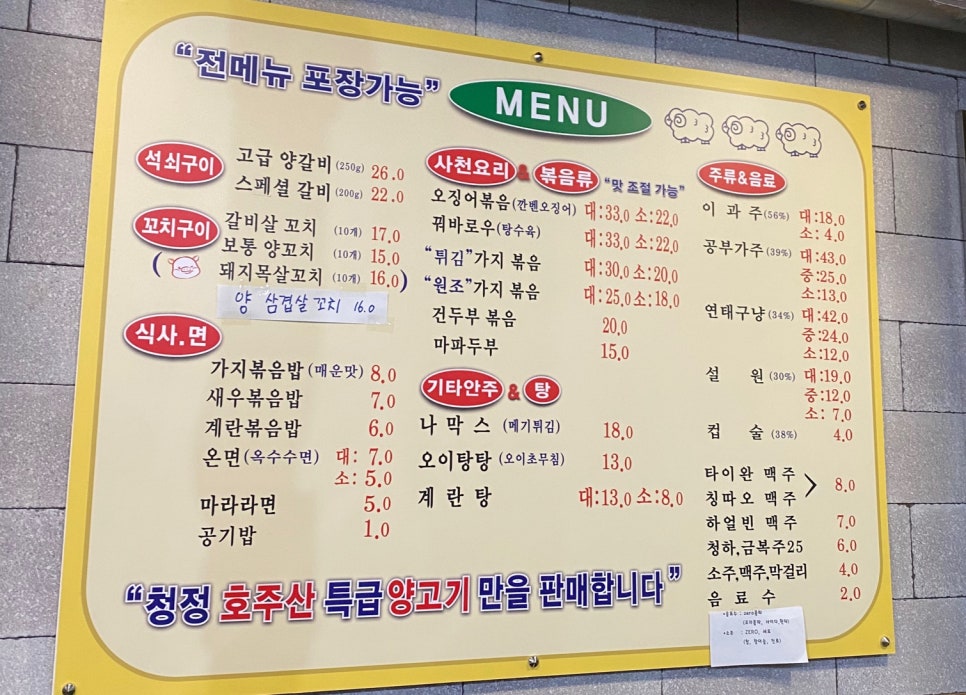 “전메뉴 포장가능”
MENU
석쇠구이
고급 양갈비 (250g) 26.0
스페셜 갈비 (200g) 22.0
꼬치구이
갈비살 꼬치 (10개) 17.0
보통 양꼬치 (10개) 15.0
( 돼지목살꼬치 (10개) 16.0 )
양 삼겹살 꼬치 16.0
식사.면
가지볶음밥 (매운맛) 8.0
새우볶음밥 7.0
계란볶음밥 6.0
온면 (옥수수면) 대: 7.0
소: 5.0
마라라면 5.0
공기밥 1.0
사천요리 & 볶음류 “맛 조절 가능”
오징어볶음 (깐벤오징어) 대:33.0 소:22.0
꿔바로우 (탕수육) 대:33.0 소:22.0
“튀김”가지 볶음 대:30.0 소:20.0
“원조”가지 볶음 대:25.0 소:18.0
건두부 볶음 20.0
마파두부 15.0
기타안주 & 탕
나 막 스 (메기튀김) 18.0
오이탕탕 (오이초무침) 13.0
계 란 탕 대:13.0 소:8.0
주류&음료
이 과 주 (56%) 대:18.0
소: 4.0
공부가주 (39%) 대:43.0
중:25.0
소:13.0
연태구냥 (34%) 대:42.0
중:24.0
소:12.0
설 원 (30%) 대:19.0
중:12.0
소: 7.0
컵 술 (38%) 4.0
타이완 맥주
칭따오 맥주 > 8.0
하얼빈 맥주 7.0
청하,금복주25 6.0
소주,맥주,막걸리 4.0
음 료 수 2.0
“청정 호주산 특급양고기 만을 판매합니다”